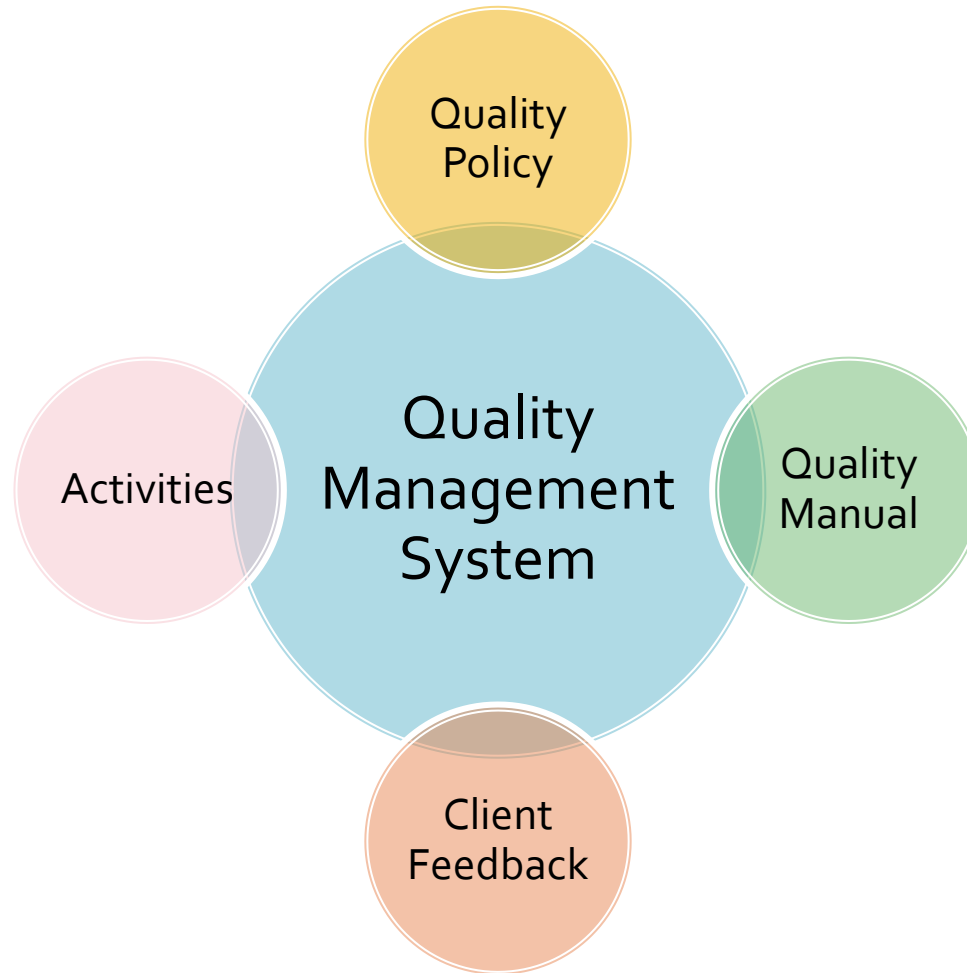 Quality
Policy
Activities
Quality
Management
System
Quality
Manual
Client
Feedback